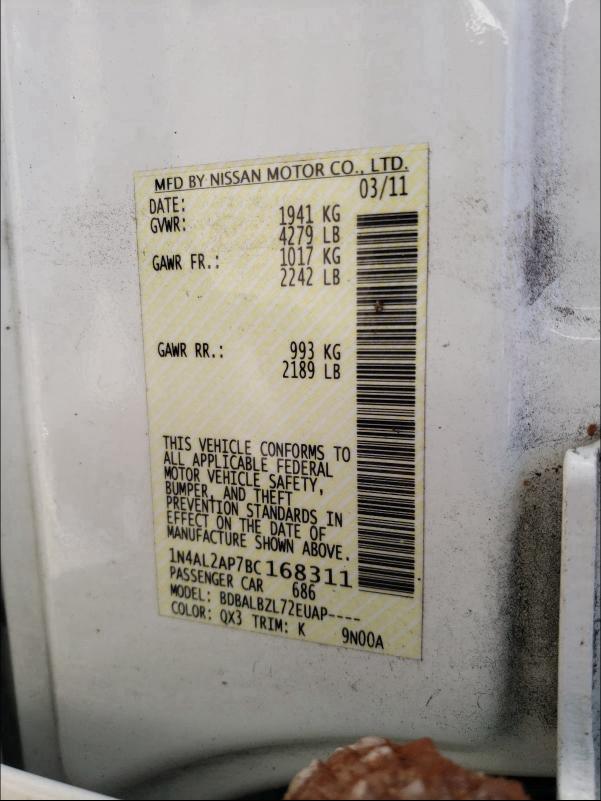 MFD BY NISSAN MOTOR CO., LTD.
DATE: 03/11
GVWR: 1941 KG
4279 LB
GAWR FR.: 1017 KG
2242 LB
GAWR RR.: 993 KG
2189 LB
THIS VEHICLE CONFORMS TO
ALL APPLICABLE FEDERAL
MOTOR VEHICLE SAFETY,
BUMPER, AND THEFT
PREVENTION STANDARDS IN
EFFECT ON THE DATE OF
MANUFACTURE SHOWN ABOVE.
1N4AL2AP7BC168311
PASSENGER CAR 686
MODEL: BDBALBZL72EUAP----
COLOR: QX3 TRIM: K 9N00A